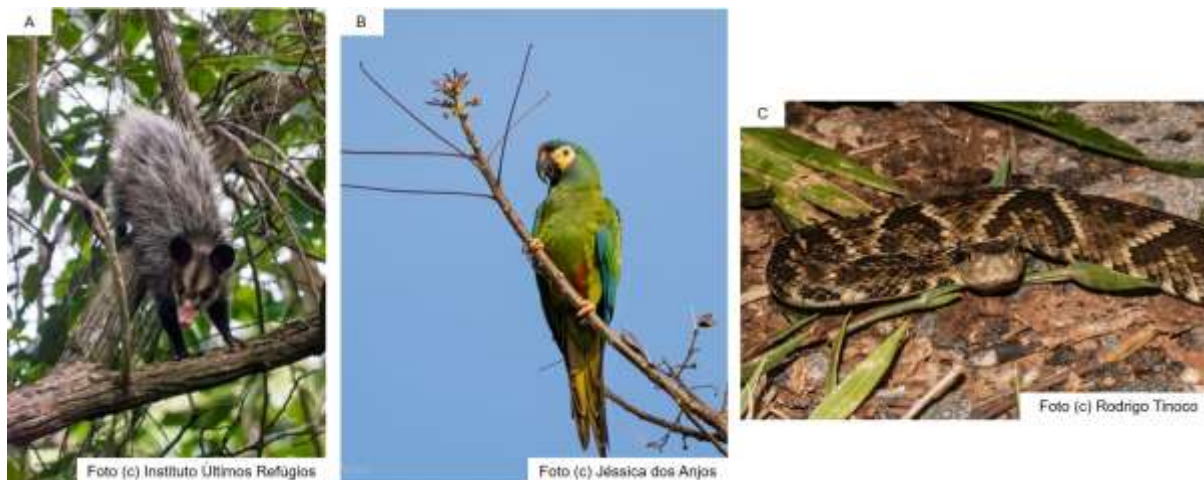 A
B
C
Foto (c) Instituto Últimos Refúgios
Foto (c) Jéssica dos Anjos
Foto (c) Rodrigo Tinoco